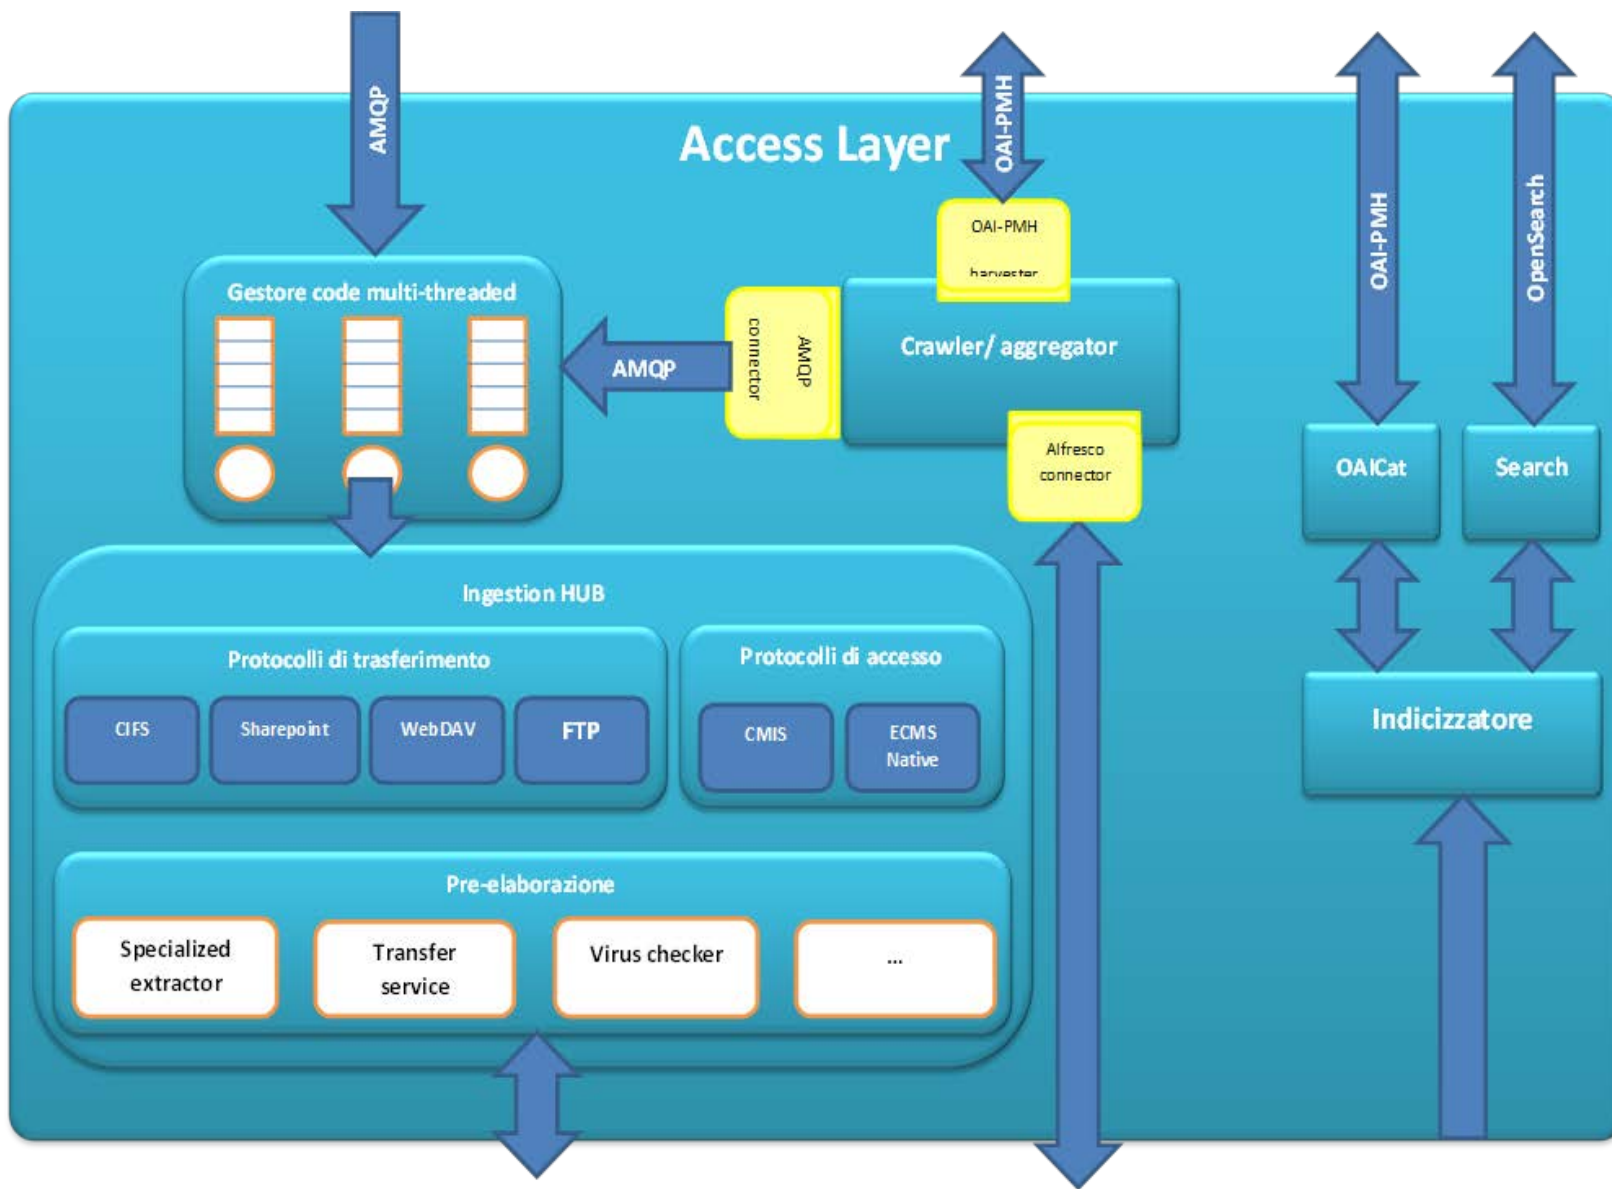 AMQP
OAI-PMH
OAI-PMH
OpenSearch
Access Layer
OAI-PMH
harvester
Gestore code multi-threaded
AMQP
AMQP
connector
Crawler/ aggregator
Alfresco
connector
OAICat
Search
Ingestion HUB
Protocolli di trasferimento
Protocolli di accesso
CIFS
Sharepoint
WebDAV
FTP
CMIS
ECMS
Native
Indicizzatore
Pre-elaborazione
Specialized
extractor
Transfer
service
Virus checker
...